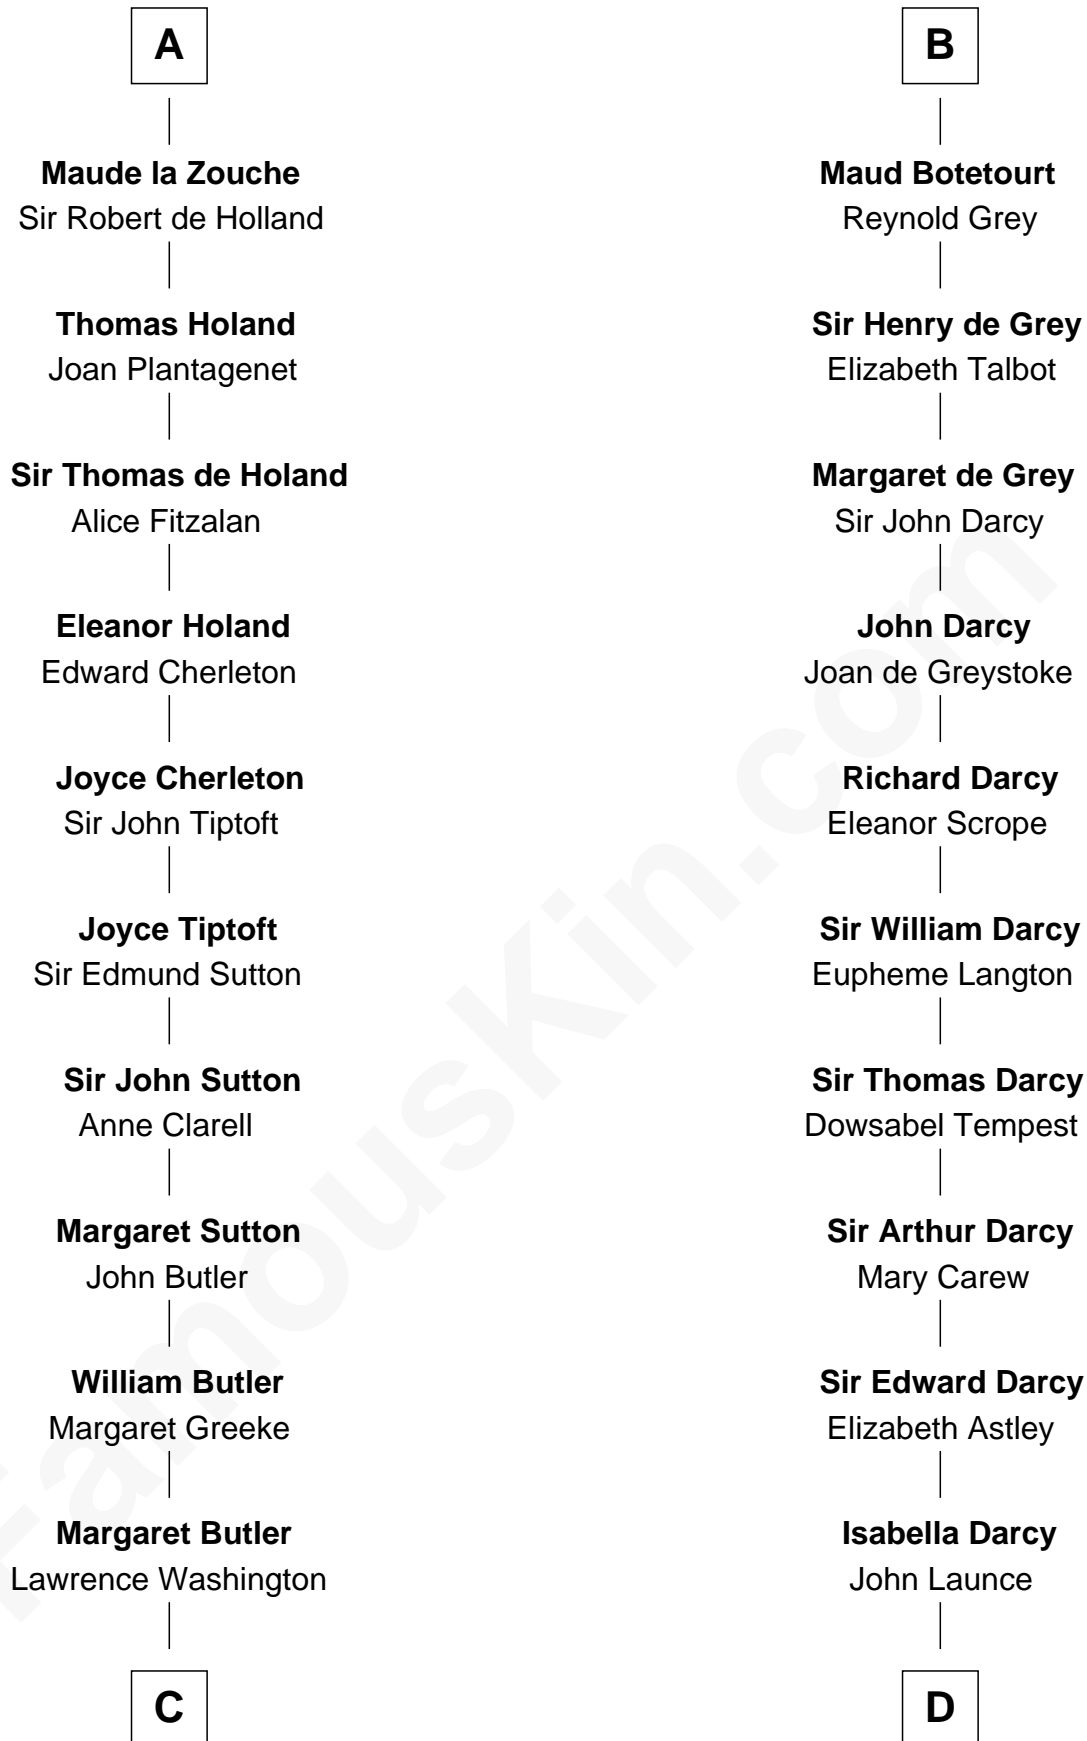 A
Maude la Zouche
Sir Robert de Holland
Thomas Holand
Joan Plantagenet
Sir Thomas de Holand
Alice Fitzalan
Eleanor Holand
Edward Cherleton
Joyce Cherleton
Sir John Tiptoft
Joyce Tiptoft
Sir Edmund Sutton
Sir John Sutton
Anne Clarell
Margaret Sutton
John Butler
William Butler
Margaret Greeke
Margaret Butler
Lawrence Washington
C
B
Maud Botetourt
Reynold Grey
Sir Henry de Grey
Elizabeth Talbot
Margaret de Grey
Sir John Darcy
John Darcy
Joan de Greystoke
Richard Darcy
Eleanor Scrope
Sir William Darcy
Eupheme Langton
Sir Thomas Darcy
Dowsabel Tempest
Sir Arthur Darcy
Mary Carew
Sir Edward Darcy
Elizabeth Astley
Isabella Darcy
John Launce
D
FamousKin.com